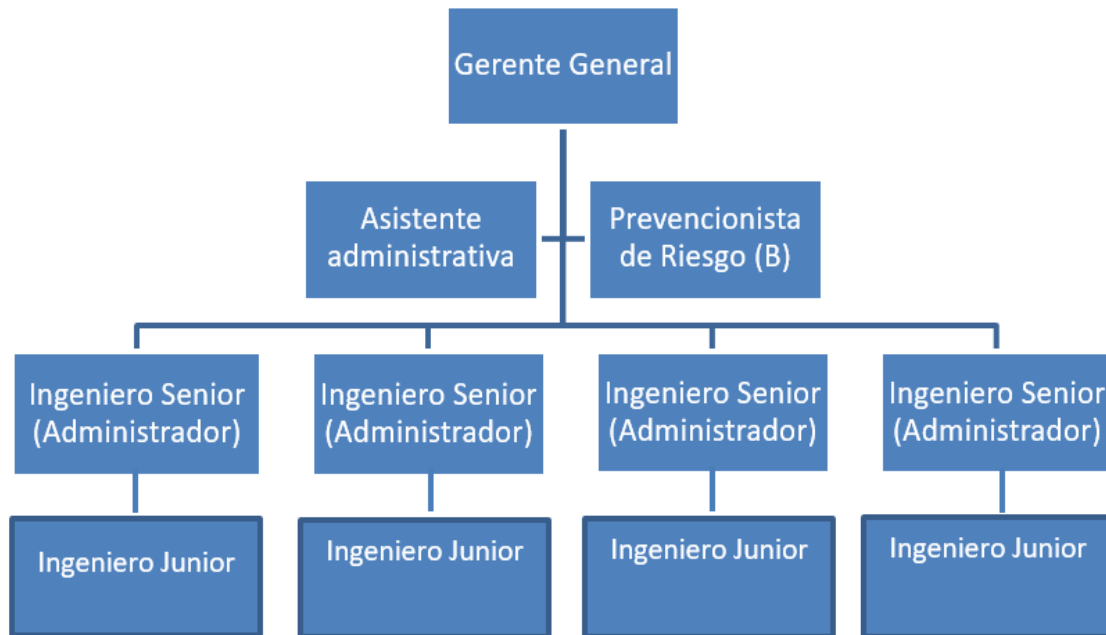 Gerente General
Asistente
administrativa
Prevencionista
de Riesgo (B)
Ingeniero Senior
(Administrador)
Ingeniero Senior
(Administrador)
Ingeniero Senior
(Administrador)
Ingeniero Senior
(Administrador)
Ingeniero Junior
Ingeniero Junior
Ingeniero Junior
Ingeniero Junior